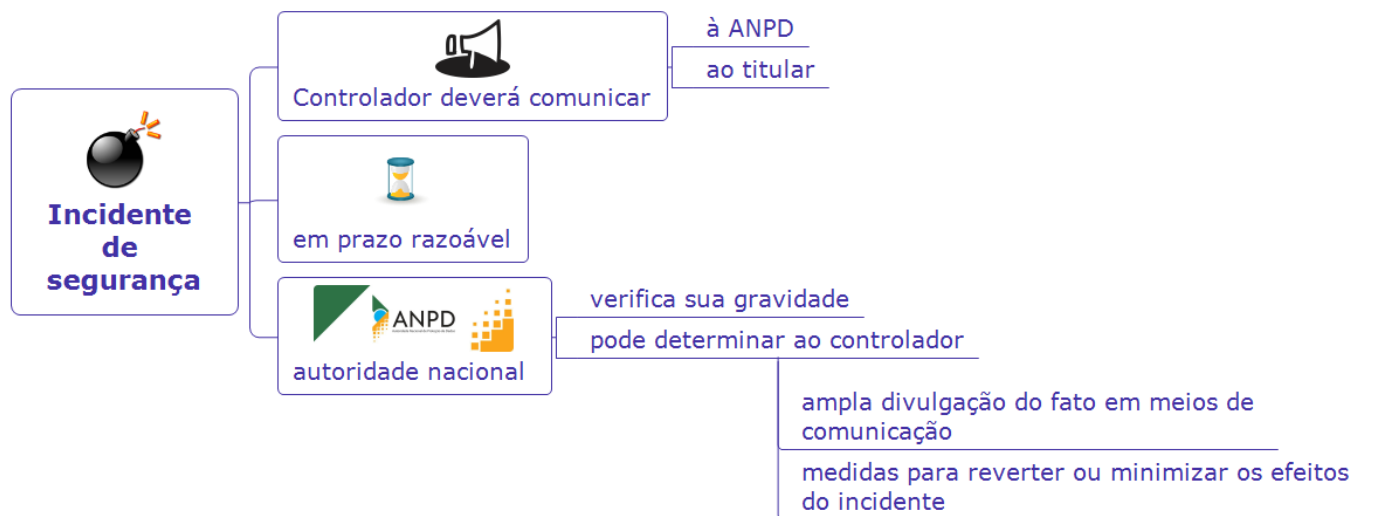 Incidente
de
segurança
Controlador deverá comunicar
à ANPD
ao titular
em prazo razoável
ANPD
autoridade nacional
verifica sua gravidade
pode determinar ao controlador
ampla divulgação do fato em meios de
comunicação
medidas para reverter ou minimizar os efeitos
do incidente